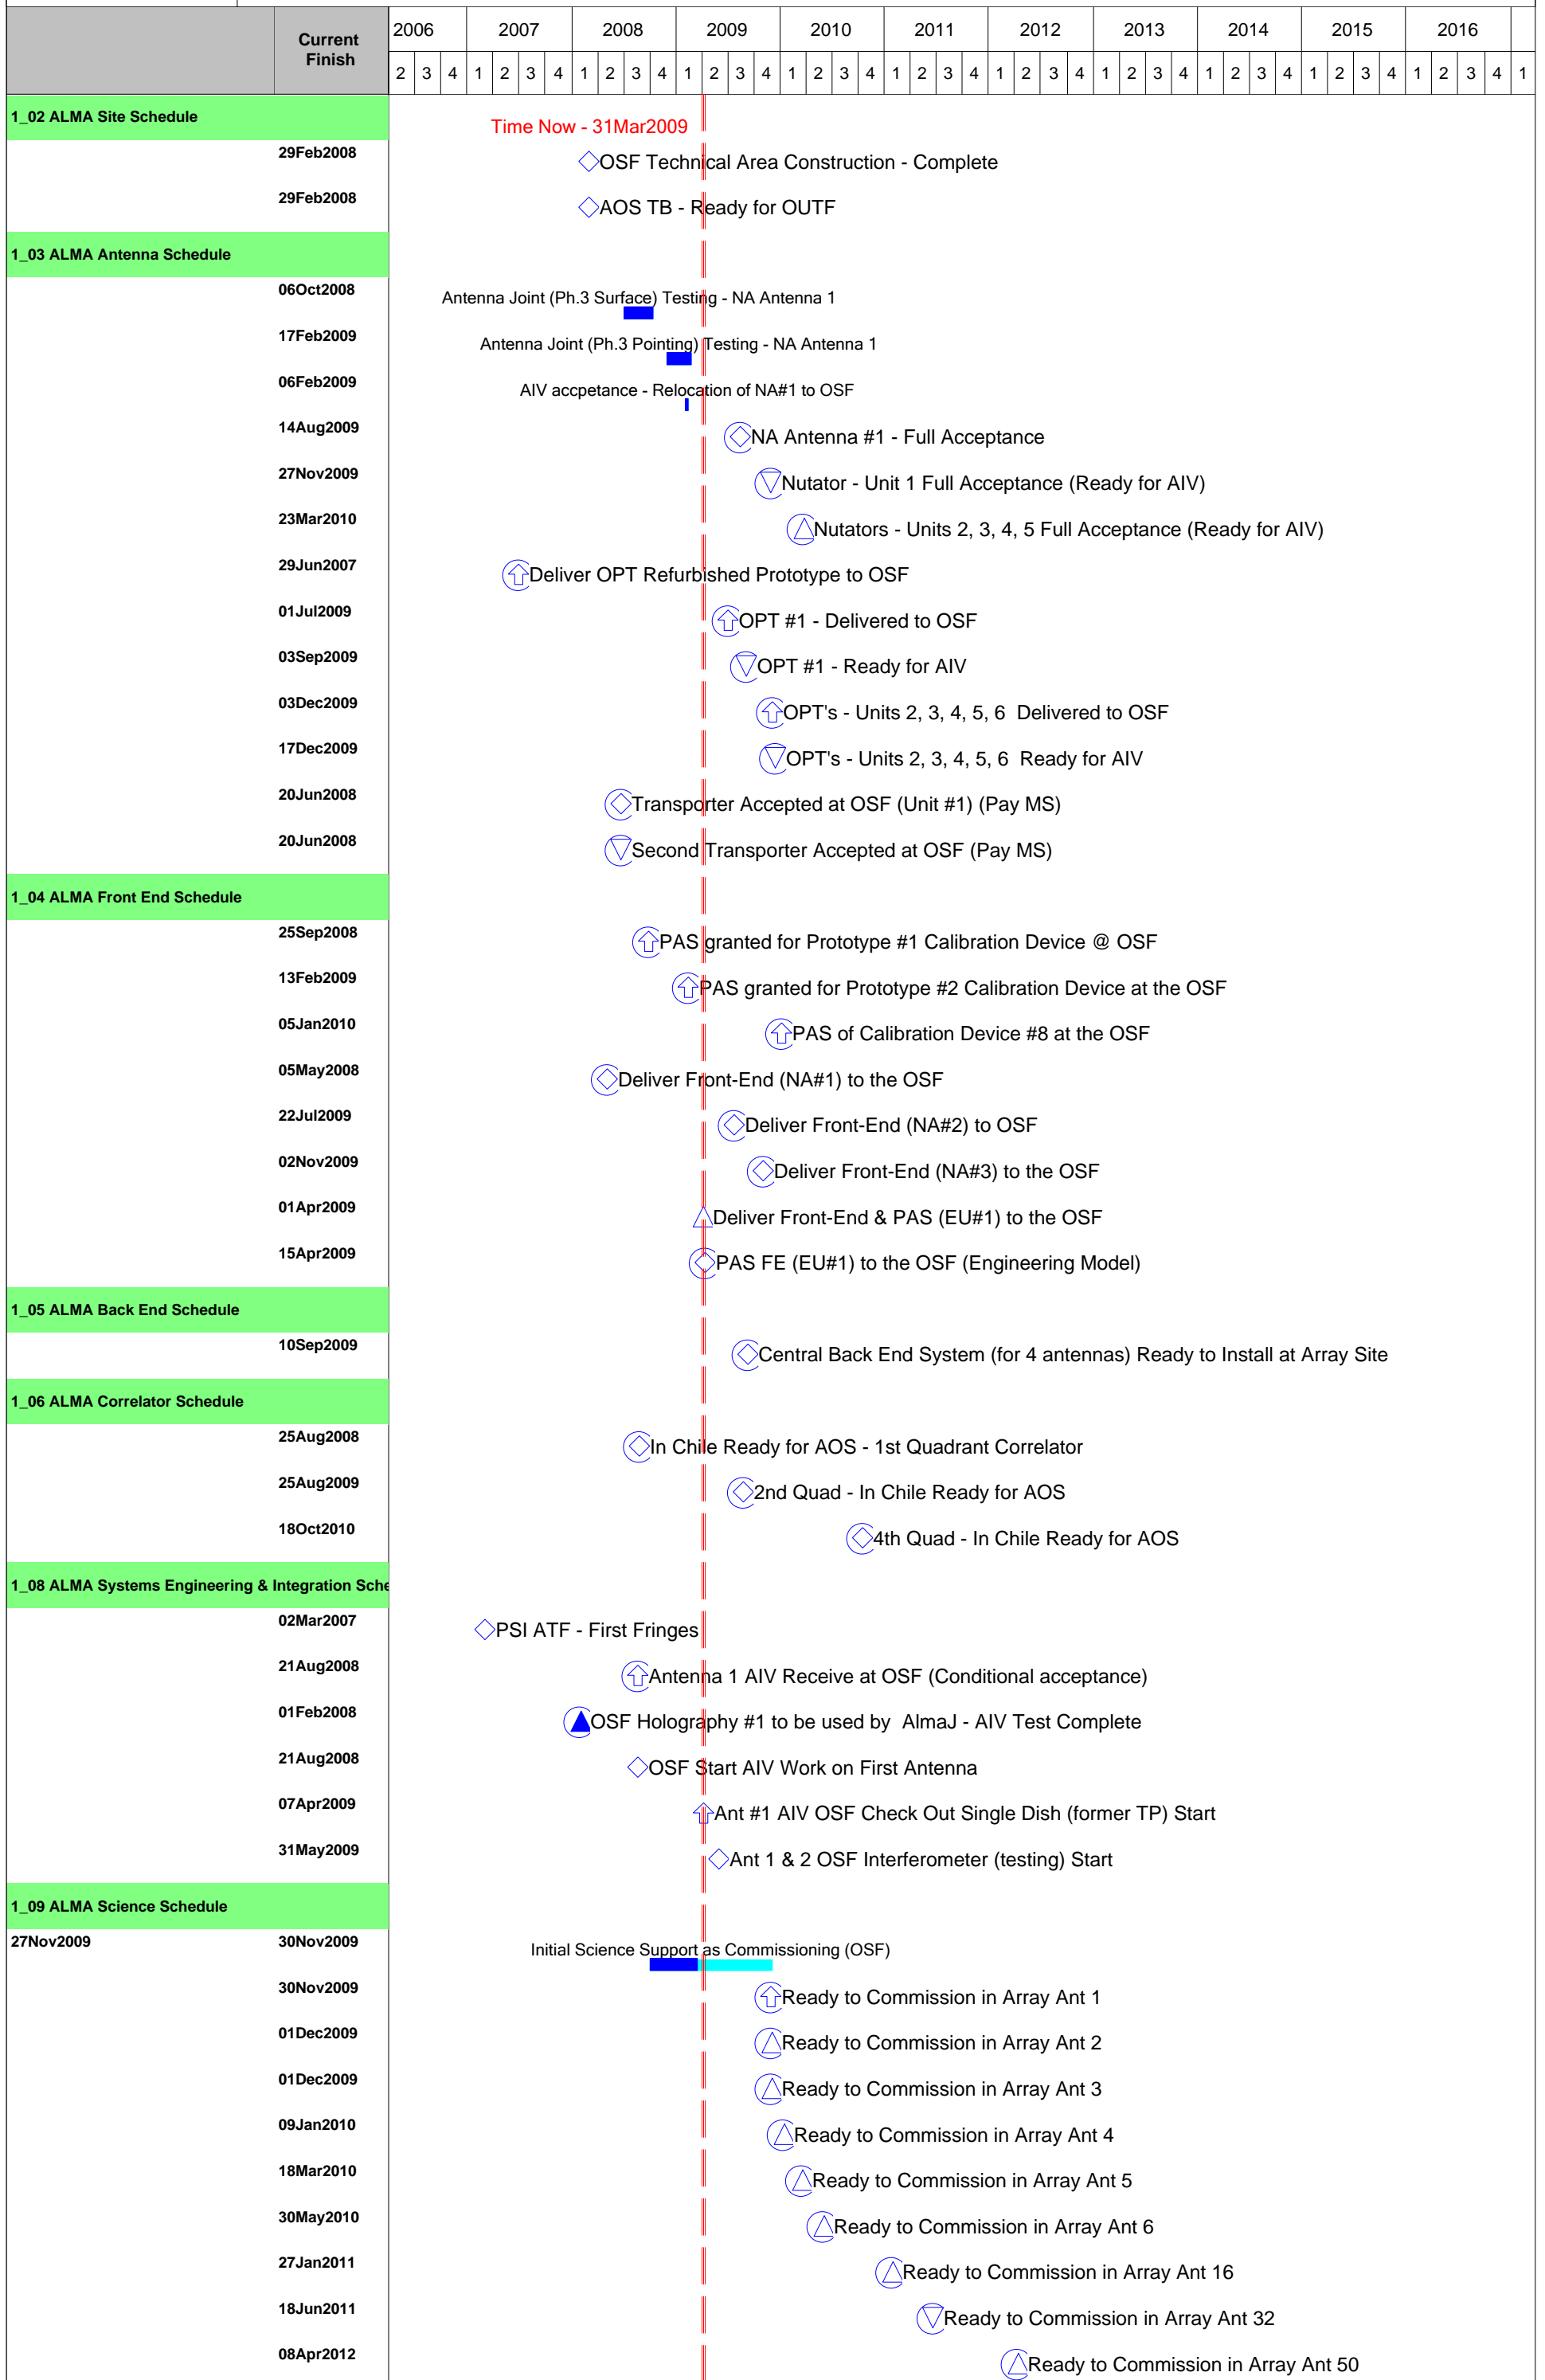 Current
Finish
2006 2007 2008 2009 2010 2011 2012 2013 2014 2015 2016
2 3 4 1 2 3 4 1 2 3 4 1 2 3 4 1 2 3 4 1 2 3 4 1 2 3 4 1 2 3 4 1 2 3 4 1 2 3 4 1 2 3 4 1
1_02 ALMA Site Schedule
Time Now - 31Mar2009
29Feb2008 OSF Technical Area Construction - Complete
29Feb2008 AOS TB - Ready for OUTF
1_03 ALMA Antenna Schedule
06Oct2008 Antenna Joint (Ph.3 Surface) Testing - NA Antenna 1
17Feb2009 Antenna Joint (Ph.3 Pointing) Testing - NA Antenna 1
06Feb2009 AIV accpetance - Relocation of NA#1 to OSF
14Aug2009 NA Antenna #1 - Full Acceptance
27Nov2009 Nutator - Unit 1 Full Acceptance (Ready for AIV)
23Mar2010 Nutators - Units 2, 3, 4, 5 Full Acceptance (Ready for AIV)
29Jun2007 Deliver OPT Refurbished Prototype to OSF
01Jul2009 OPT #1 - Delivered to OSF
03Sep2009 OPT #1 - Ready for AIV
03Dec2009 OPT's - Units 2, 3, 4, 5, 6 Delivered to OSF
17Dec2009 OPT's - Units 2, 3, 4, 5, 6 Ready for AIV
20Jun2008 Transporter Accepted at OSF (Unit #1) (Pay MS)
20Jun2008 Second Transporter Accepted at OSF (Pay MS)
1_04 ALMA Front End Schedule
25Sep2008 PAS granted for Prototype #1 Calibration Device @ OSF
13Feb2009 PAS granted for Prototype #2 Calibration Device at the OSF
05Jan2010 PAS of Calibration Device #8 at the OSF
05May2008 Deliver Front-End (NA#1) to the OSF
22Jul2009 Deliver Front-End (NA#2) to OSF
02Nov2009 Deliver Front-End (NA#3) to the OSF
01Apr2009 Deliver Front-End & PAS (EU#1) to the OSF
15Apr2009 PAS FE (EU#1) to the OSF (Engineering Model)
1_05 ALMA Back End Schedule
10Sep2009 Central Back End System (for 4 antennas) Ready to Install at Array Site
1_06 ALMA Correlator Schedule
25Aug2008 In Chile Ready for AOS - 1st Quadrant Correlator
25Aug2009 2nd Quad - In Chile Ready for AOS
18Oct2010 4th Quad - In Chile Ready for AOS
1_08 ALMA Systems Engineering & Integration Sche
02Mar2007 PSI ATF - First Fringes
21Aug2008 Antenna 1 AIV Receive at OSF (Conditional acceptance)
01Feb2008 OSF Holography #1 to be used by AlmaJ - AIV Test Complete
21Aug2008 OSF Start AIV Work on First Antenna
07Apr2009 Ant #1 AIV OSF Check Out Single Dish (former TP) Start
31May2009 Ant 1 & 2 OSF Interferometer (testing) Start
1_09 ALMA Science Schedule
27Nov2009 30Nov2009 Initial Science Support as Commissioning (OSF)
30Nov2009 Ready to Commission in Array Ant 1
01Dec2009 Ready to Commission in Array Ant 2
01Dec2009 Ready to Commission in Array Ant 3
09Jan2010 Ready to Commission in Array Ant 4
18Mar2010 Ready to Commission in Array Ant 5
30May2010 Ready to Commission in Array Ant 6
27Jan2011 Ready to Commission in Array Ant 16
18Jun2011 Ready to Commission in Array Ant 32
08Apr2012 Ready to Commission in Array Ant 50